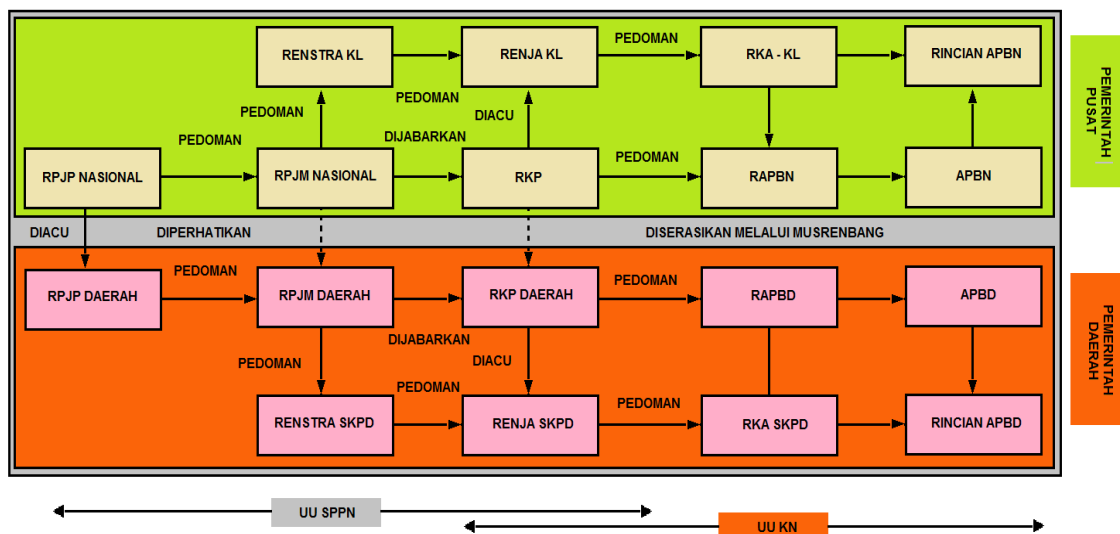 RENSTRA KL
RENJA KL
PEDOMAN
RKA - KL
RINCIAN APBN
PEDOMAN
PEDOMAN
DIACU
PEDOMAN
DIJABARKAN
PEDOMAN
RPJP NASIONAL
RPJM NASIONAL
RKP
RAPBN
APBN
PEMERINTAH
PUSAT
DIACU
DIPERHATIKAN
DISERASIKAN MELALUI MUSRENBANG
RPJP DAERAH
PEDOMAN
RPJM DAERAH
RKP DAERAH
PEDOMAN
RAPBD
APBD
DIJABARKAN
PEDOMAN
DIACU
PEDOMAN
PEDOMAN
RENSTRA SKPD
RENJA SKPD
RKA SKPD
RINCIAN APBD
PEMERINTAH
DAERAH
UU SPPN
UU KN